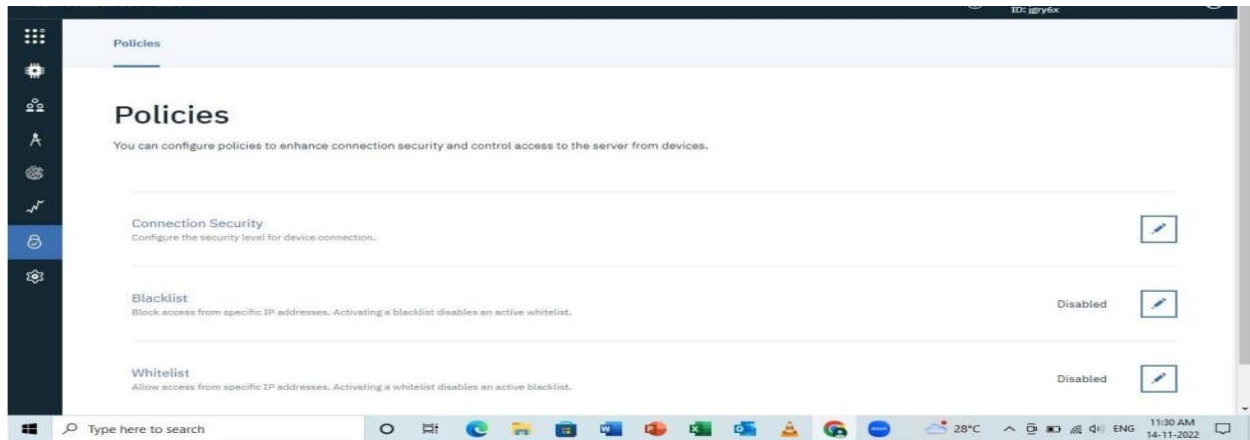 ID: jgry6x
Policies
Policies
You can configure policies to enhance connection security and control access to the server from devices.
Connection Security
Configure the security level for device connection.
Blacklist
Block access from specific IP addresses. Activating a blacklist disables an active whitelist.
Disabled
Whitelist
Allow access from specific IP addresses. Activating a whitelist disables an active blacklist.
Disabled
Type here to search
28°C
ENG
11:30 AM
14-11-2022